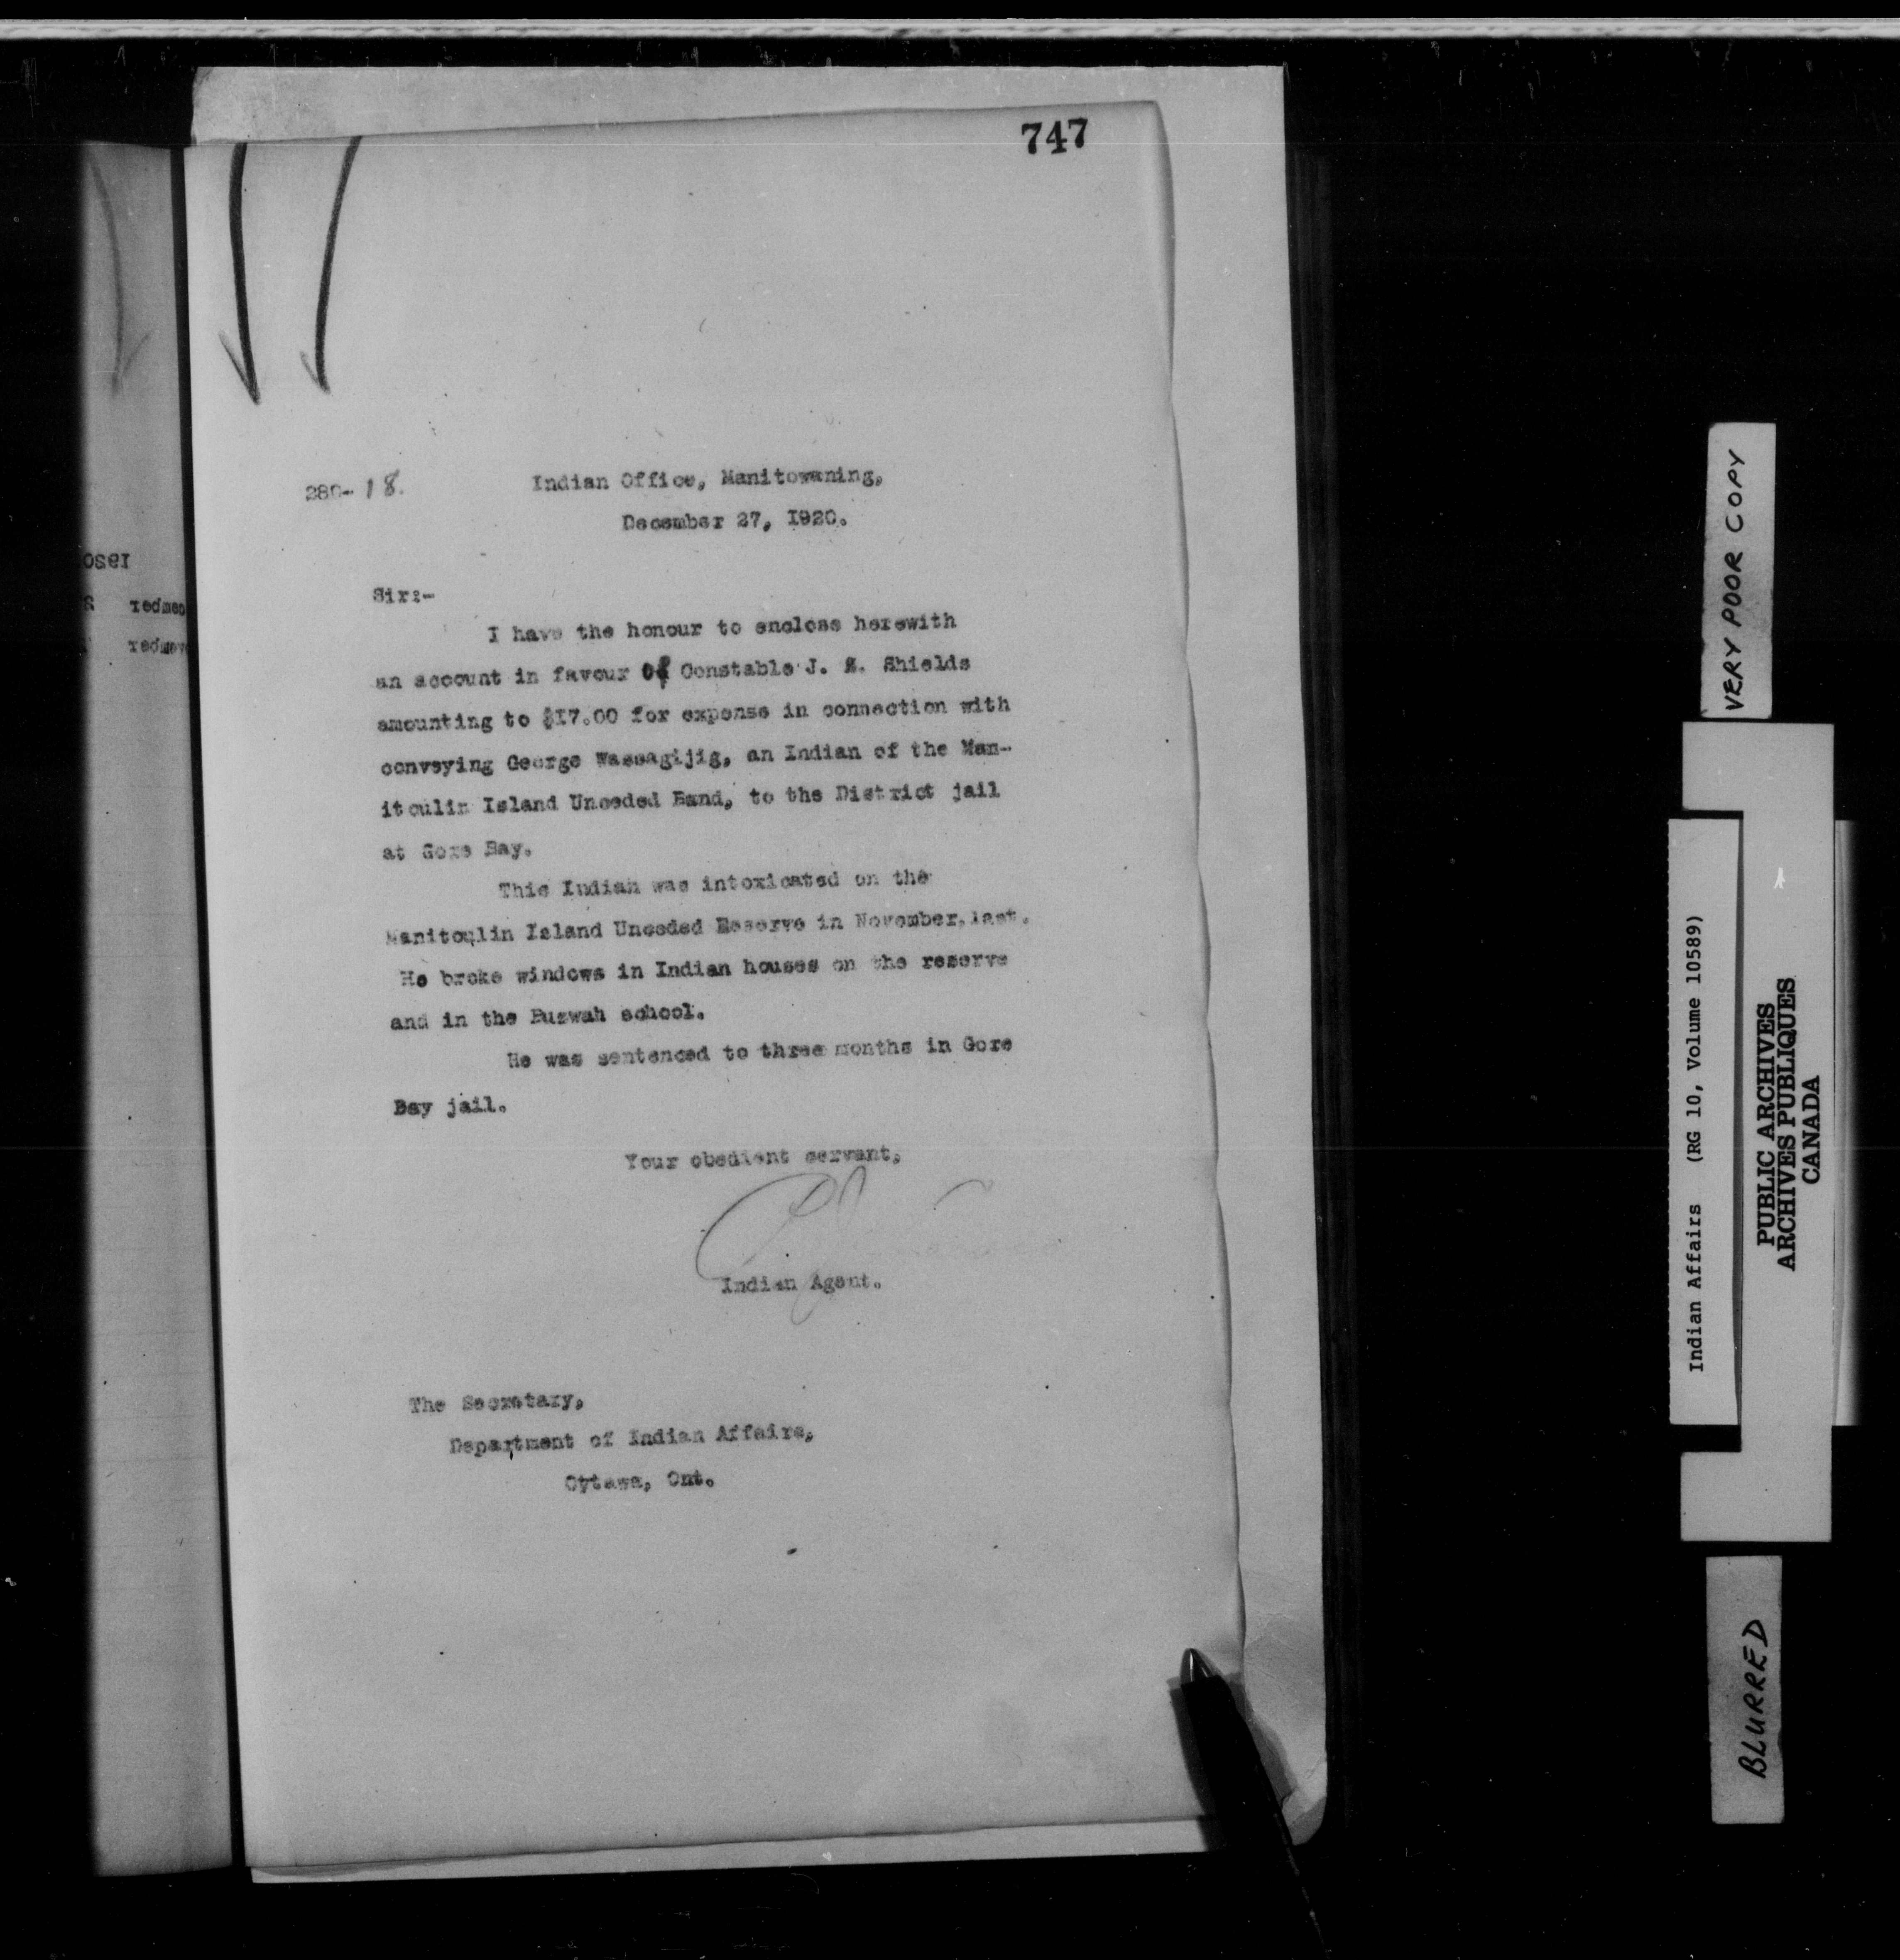 747
280-18.
Indian Office, Manitowaning,
December 27, 1920.
Sir:-
I have the honour to enclose herewith
an account in favour of Constable J. Shields
amounting to $17.00 for expense in connection with
conveying George Wassagijig, an Indian of the Man-
itoulin Island Unceded Band, to the District jail
at Gore Bay.
This Indian was intoxicated on the
Manitoulin Island Unceded Reserve in November, last.
He broke windows in Indian houses on the reserve
and in the Buzwah school.
He was sentenced to three months in Gore
Bay jail.
Your obedient servant,
Indian Agent.
The Secretary,
Department of Indian Affairs,
Ottawa, Ont.
VERY POOR COPY
Indian Affairs (RG 10, Volume 10589)
PUBLIC ARCHIVES
ARCHIVES PUBLIQUES
CANADA
BLURRED